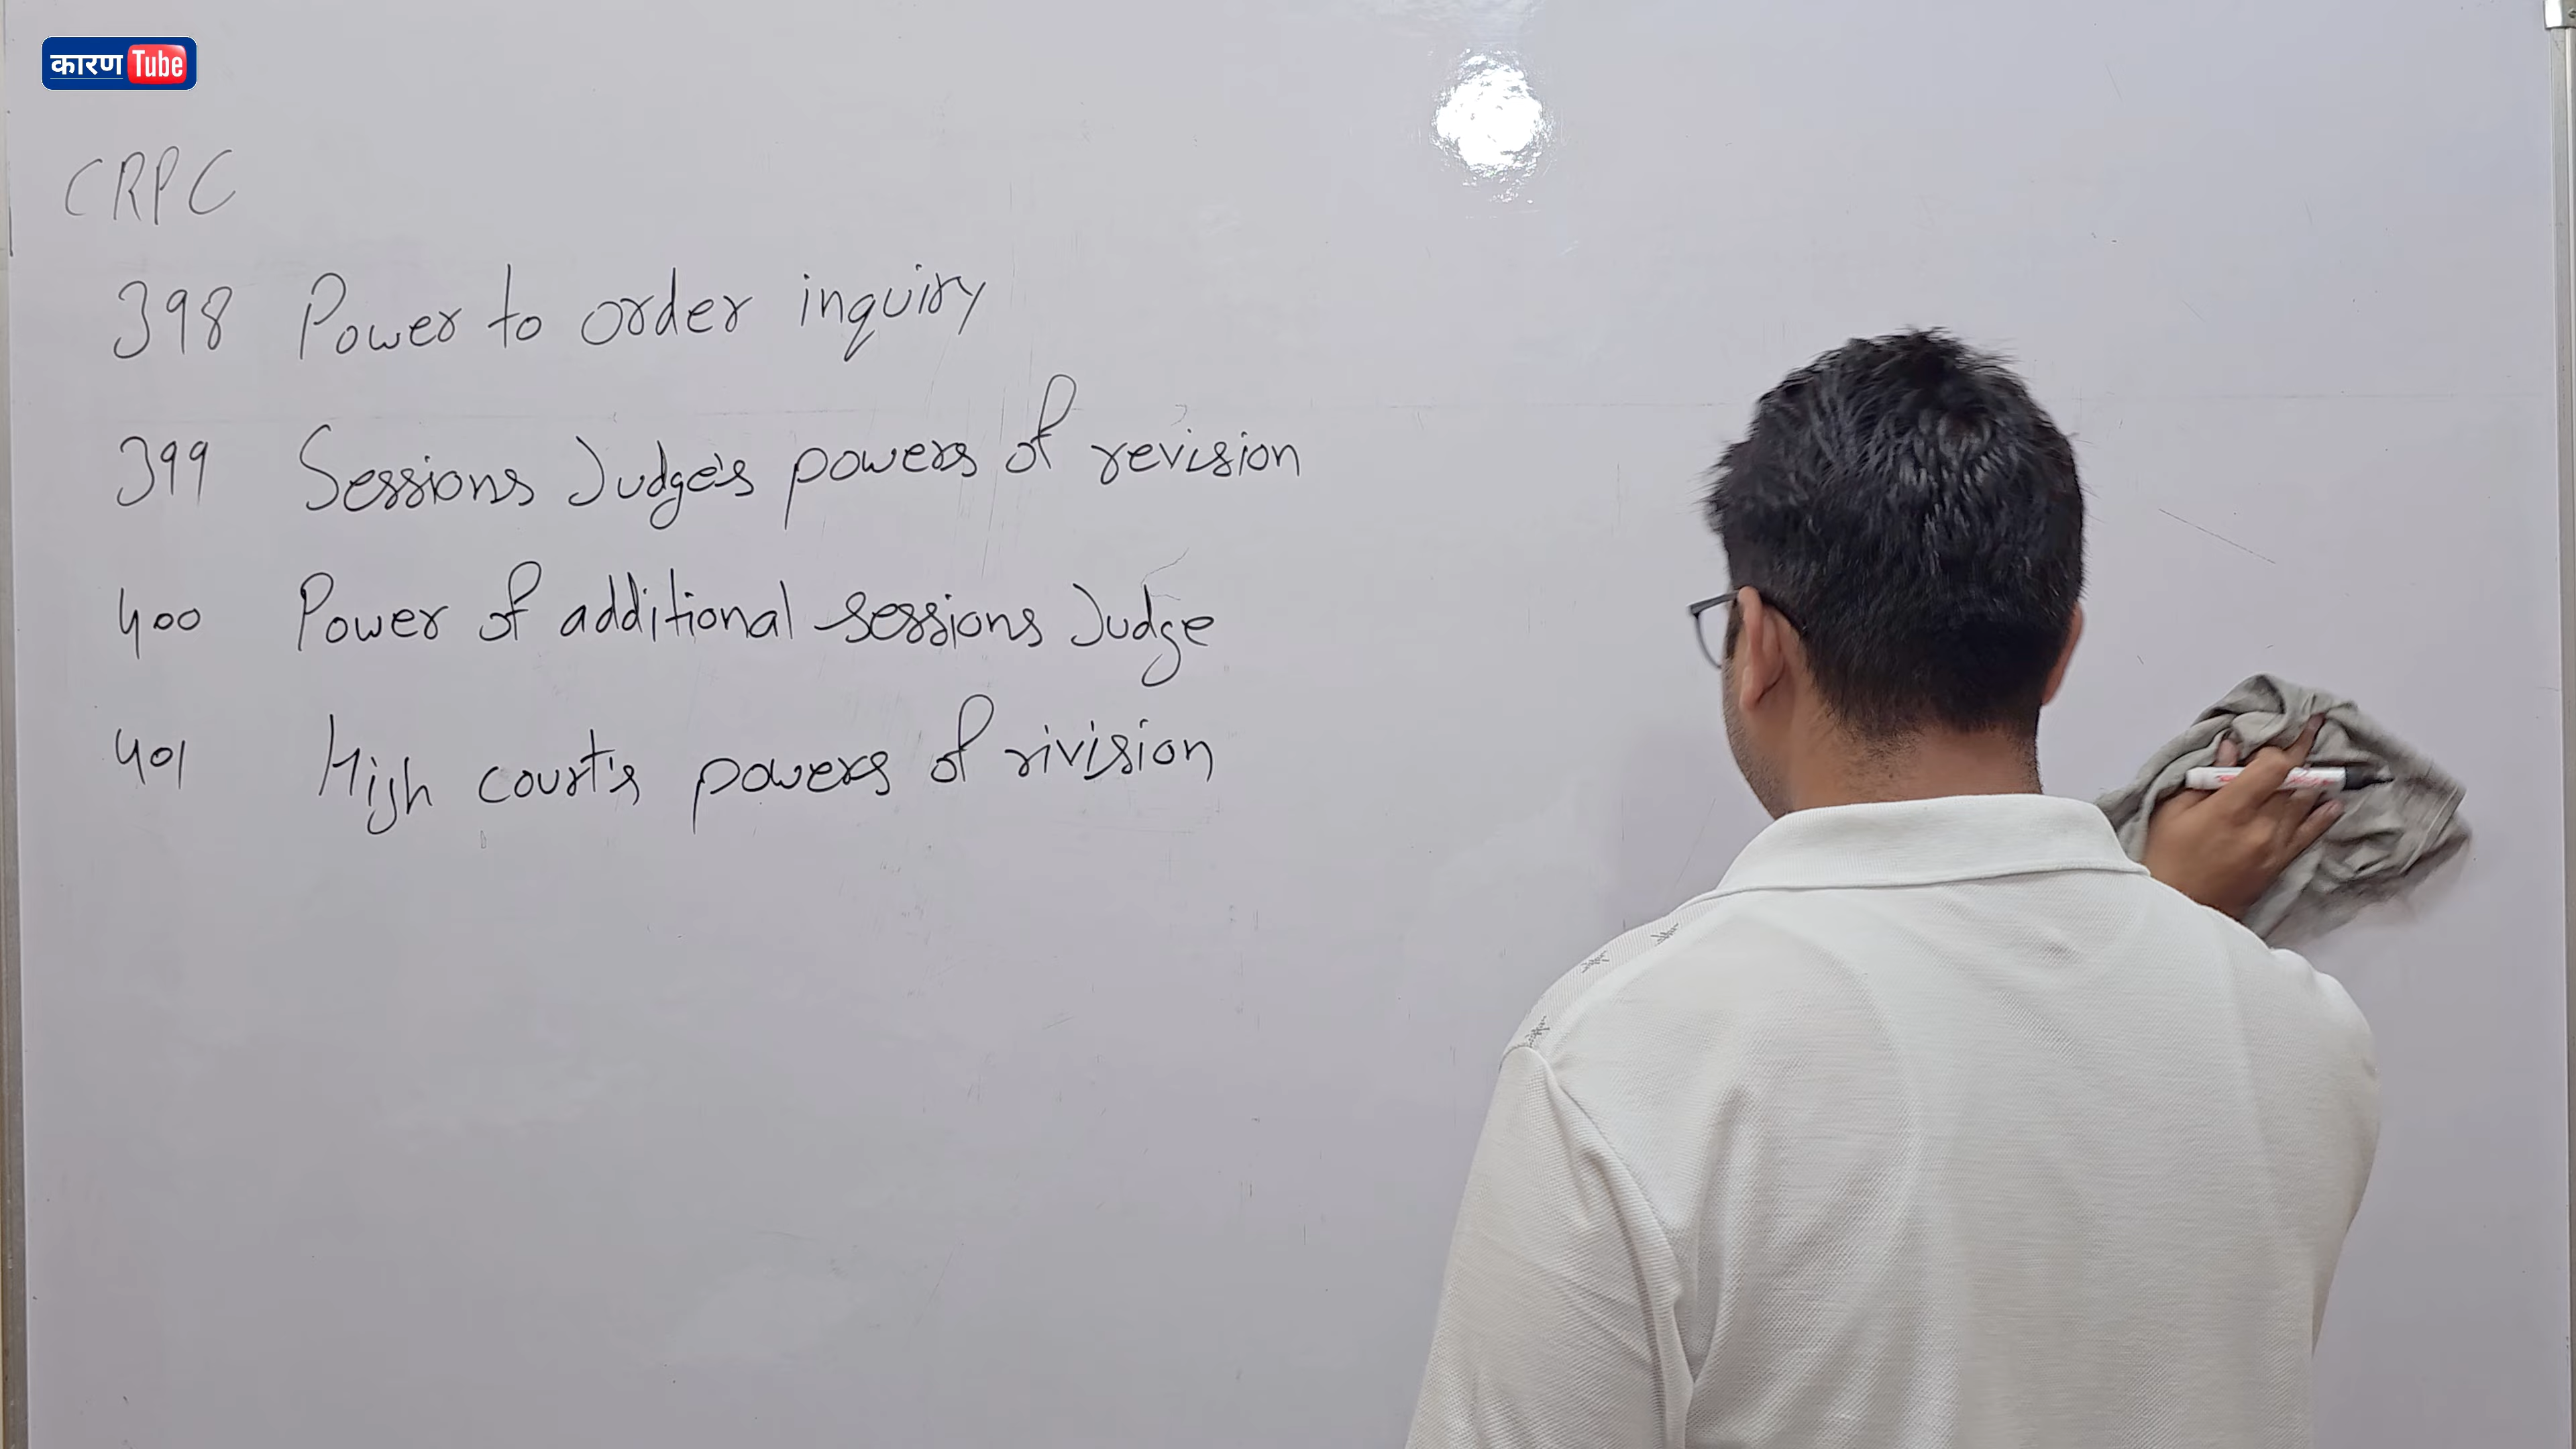 कारण Tube
CRPC
398 Power to order inquiry
399 Sessions Judge's powers of revision
400 Power of additional sessions Judge
401 High court's powers of rivision